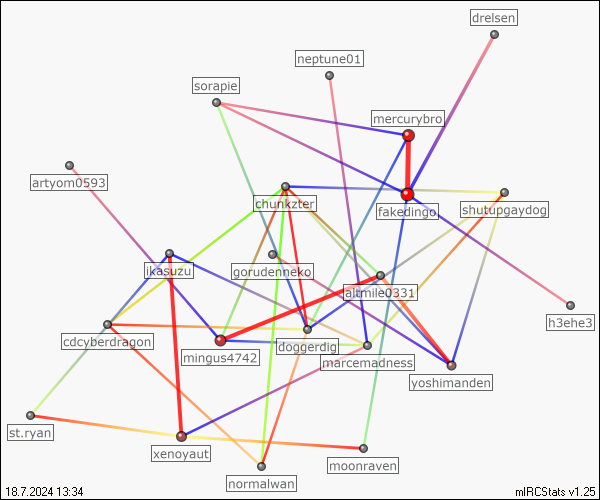 drelsen
neptune01
sorapie
mercurybro
artyom0593
chunkzter
fakedingo
shutupgaydog
ikasuzu
gorudenneko
altmile0331
h3ehe3
cdcyberdragon
mingus4742
doggerdig
marcemadness
yoshimanden
st.ryan
xenoyaut
moonraven
normalwan
18.7.2024 13:34
mIRCStats v1.25